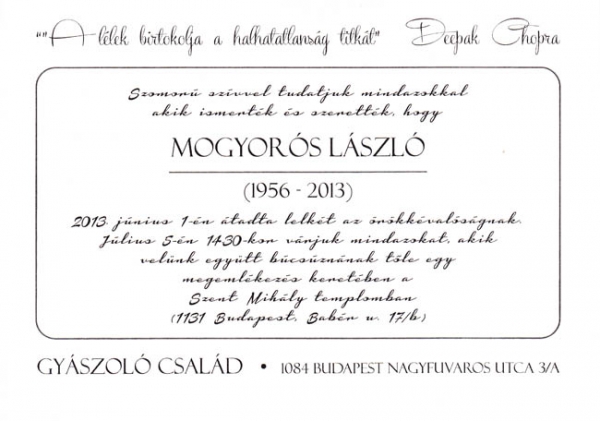 ""A lélek birtokolja a halhatatlanság titkát" Deepak Chopra
Szomorú szívvel tudatjuk mindazokkal
akik ismerték és szerették, hogy
MOGYORÓS LÁSZLÓ
(1956 - 2013)
2013. június 1-én átadta lelkét az örökkévalóságnak.
Július 5-én 1430-kor várjuk mindazokat, akik
velünk együtt búcsúznának tőle egy
megemlékezés keretében a
Szent Mihály templomban
(1131 Budapest, Babér u. 17/b)
GYÁSZOLÓ CSALÁD • 1084 BUDAPEST NAGYFUVAROS UTCA 3/A